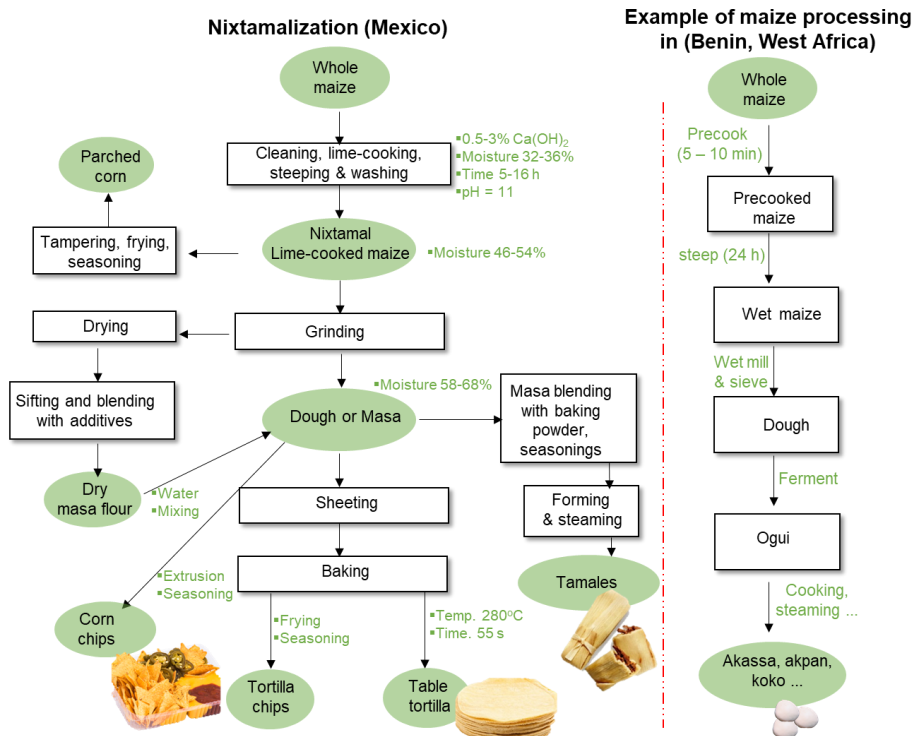 Nixtamalization (Mexico)
Whole
maize
Cleaning, lime-cooking,
steeping & washing
▪0.5-3% Ca(OH)₂
▪Moisture 32-36%
▪Time 5-16 h
▪pH = 11
Parched
corn
Tampering, frying,
seasoning
Nixtamal
Lime-cooked maize
▪Moisture 46-54%
Drying
Grinding
Sifting and blending
with additives
▪Moisture 58-68%
Dough or Masa
Masa blending
with baking
powder,
seasonings
Dry
masa flour
▪Water
▪Mixing
Sheeting
Forming
& steaming
Baking
Tamales
▪Extrusion
▪Seasoning
Corn
chips
▪Frying
▪Seasoning
▪Temp. 280ºC
▪Time. 55 s
Tortilla
chips
Table
tortilla
Example of maize processing
in (Benin, West Africa)
Whole
maize
Precook
(5 – 10 min)
Precooked
maize
steep (24 h)
Wet maize
Wet mill
& sieve
Dough
Ferment
Ogui
Cooking,
steaming ...
Akassa, akpan,
koko ...